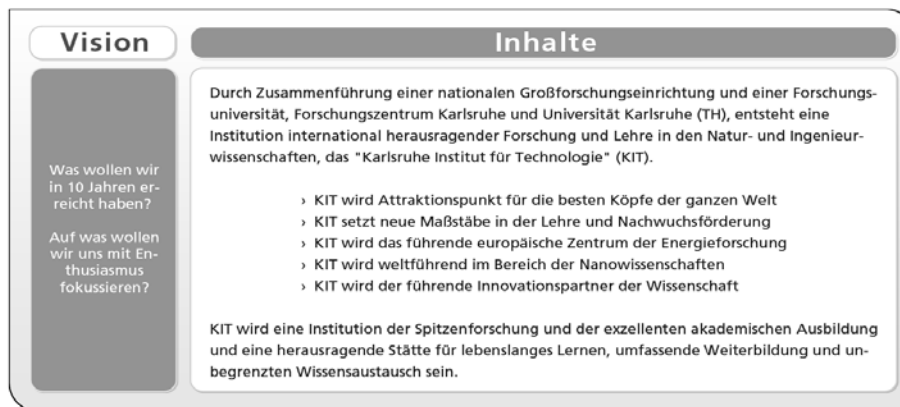 Vision
Inhalte
Was wollen wir
in 10 Jahren er-
reicht haben?
Auf was wollen
wir uns mit En-
thusiasmus
fokussieren?
Durch Zusammenführung einer nationalen Großforschungseinrichtung und einer Forschungs-
universität, Forschungszentrum Karlsruhe und Universität Karlsruhe (TH), entsteht eine
Institution international herausragender Forschung und Lehre in den Natur- und Ingenieur-
wissenschaften, das "Karlsruhe Institut für Technologie" (KIT).
› KIT wird Attraktionspunkt für die besten Köpfe der ganzen Welt
› KIT setzt neue Maßstäbe in der Lehre und Nachwuchsförderung
› KIT wird das führende europäische Zentrum der Energieforschung
› KIT wird weltführend im Bereich der Nanowissenschaften
› KIT wird der führende Innovationspartner der Wissenschaft
KIT wird eine Institution der Spitzenforschung und der exzellenten akademischen Ausbildung
und eine herausragende Stätte für lebenslanges Lernen, umfassende Weiterbildung und un-
begrenzten Wissensaustausch sein.